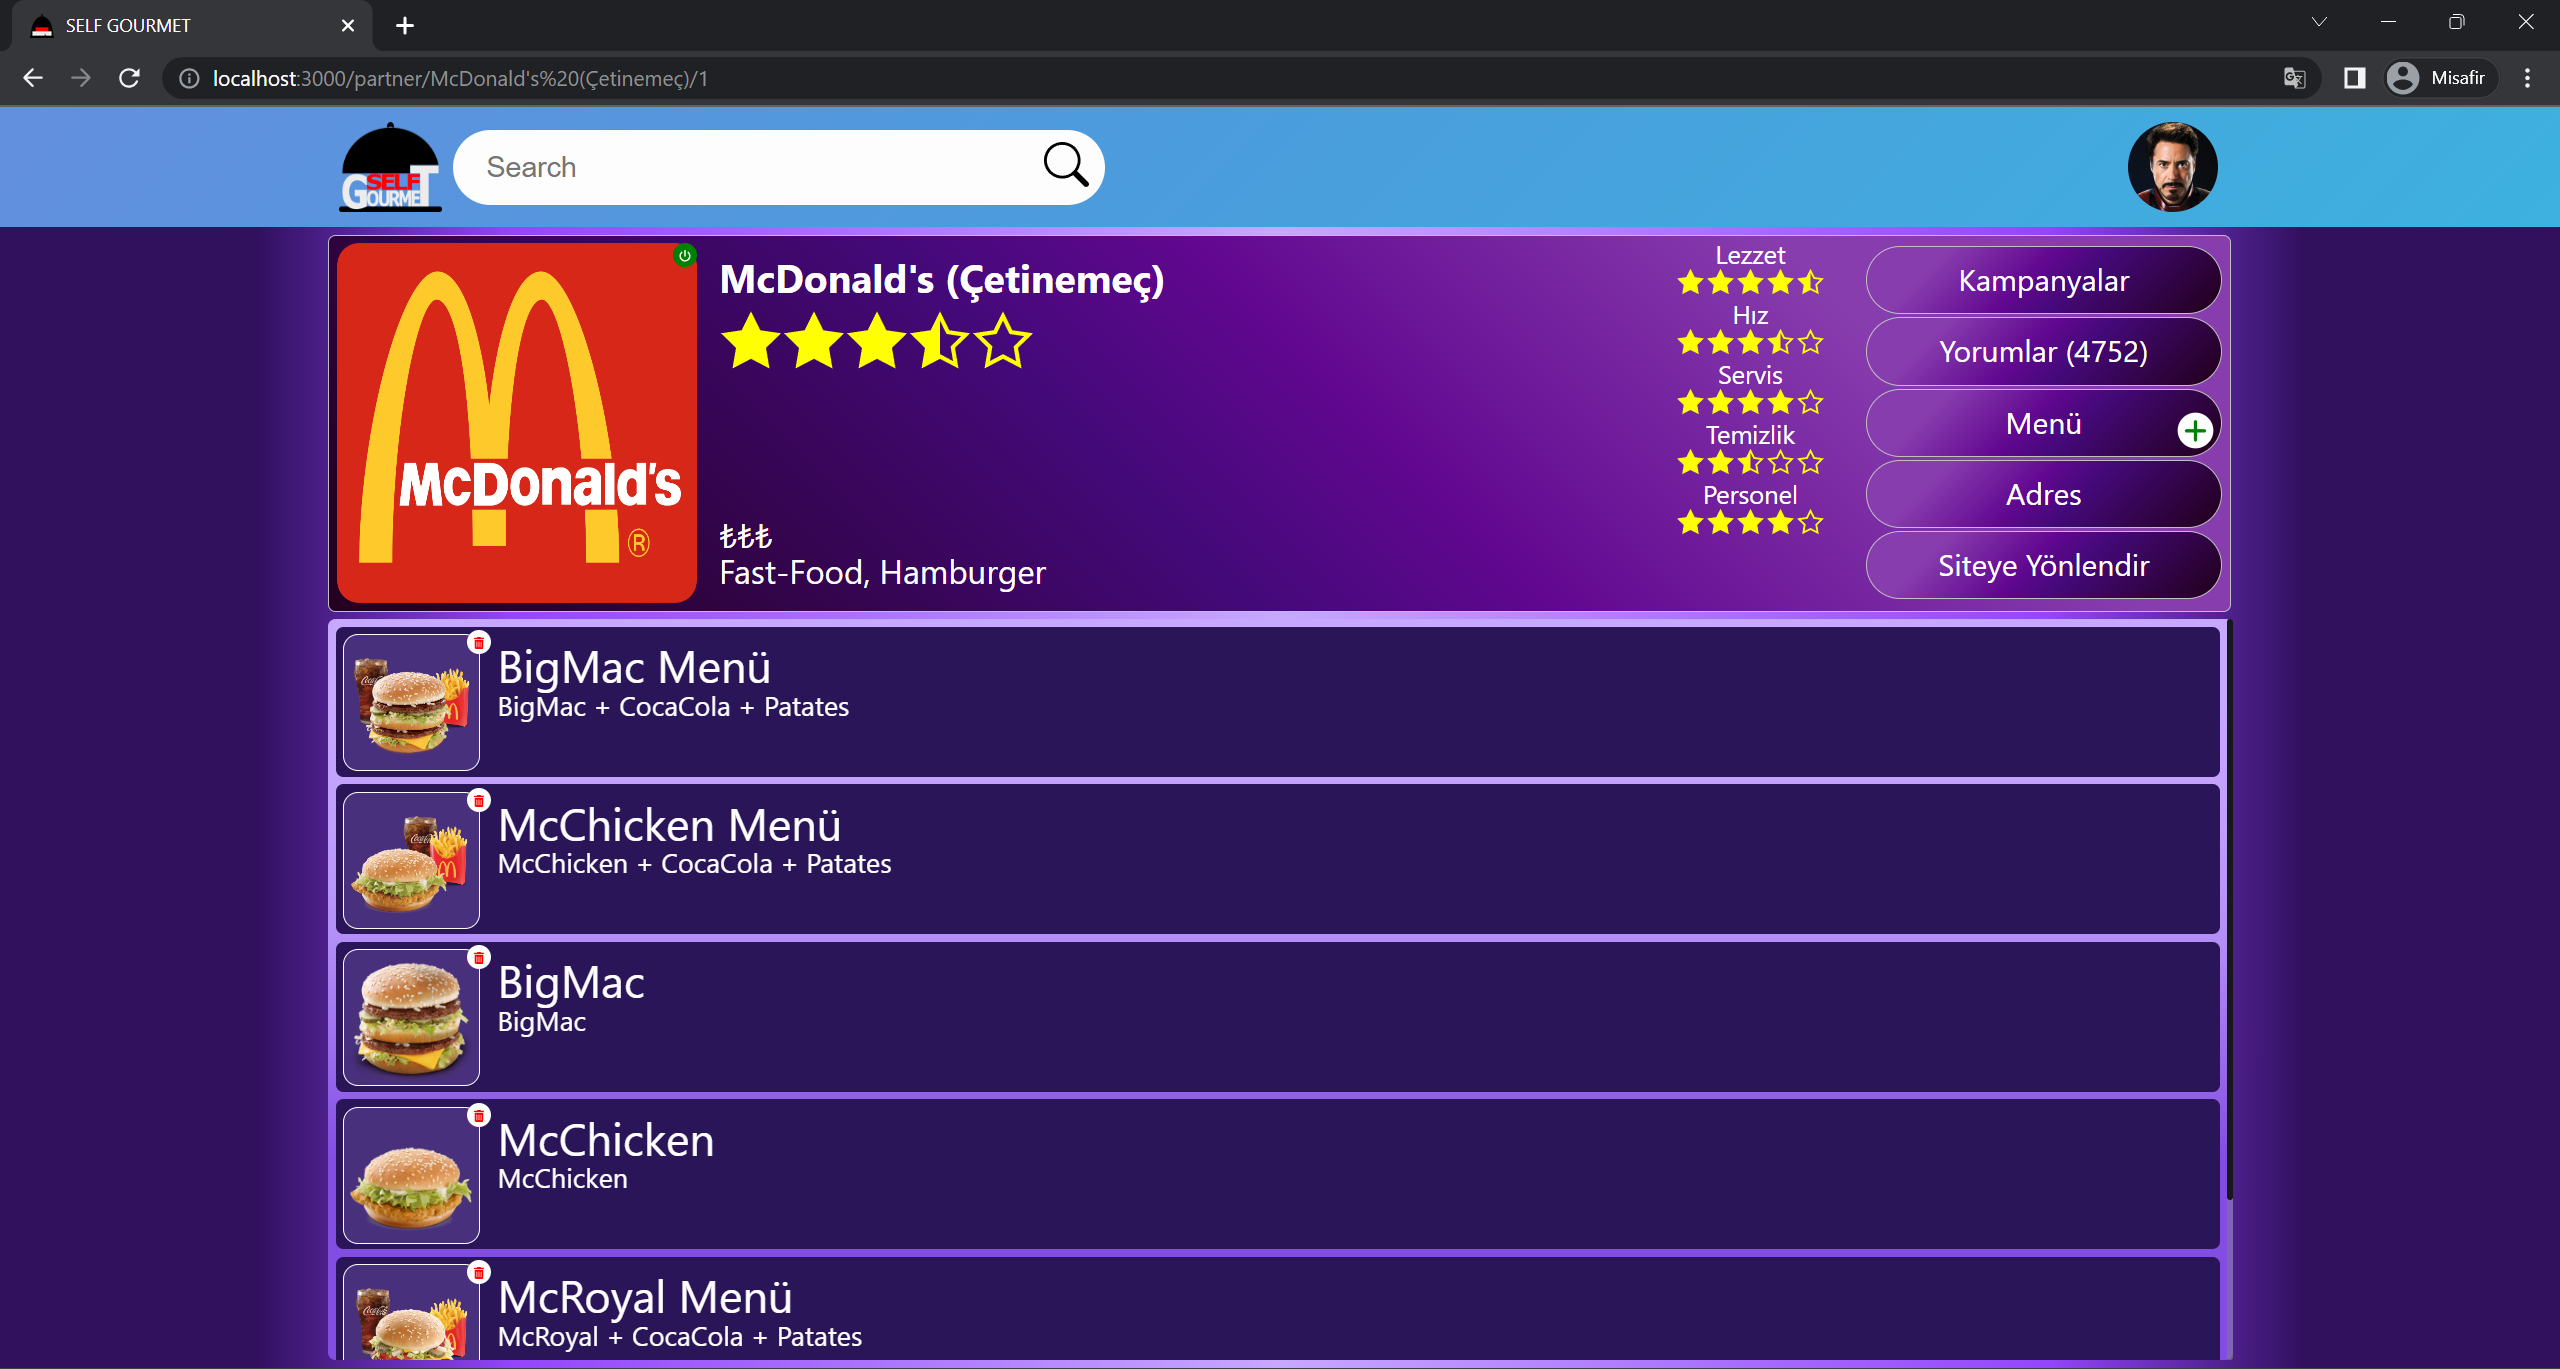 SELF GOURMET
localhost:3000/partner/McDonald's%20(Çetinemeç)/1
Misafir
SELF
GOURMET
Search
McDonald's
®
McDonald's (Çetinemeç)
₺₺₺
Fast-Food, Hamburger
Lezzet
Hız
Servis
Temizlik
Personel
Kampanyalar
Yorumlar (4752)
Menü
Adres
Siteye Yönlendir
BigMac Menü
BigMac + CocaCola + Patates
McChicken Menü
McChicken + CocaCola + Patates
BigMac
BigMac
McChicken
McChicken
McRoyal Menü
McRoyal + CocaCola + Patates